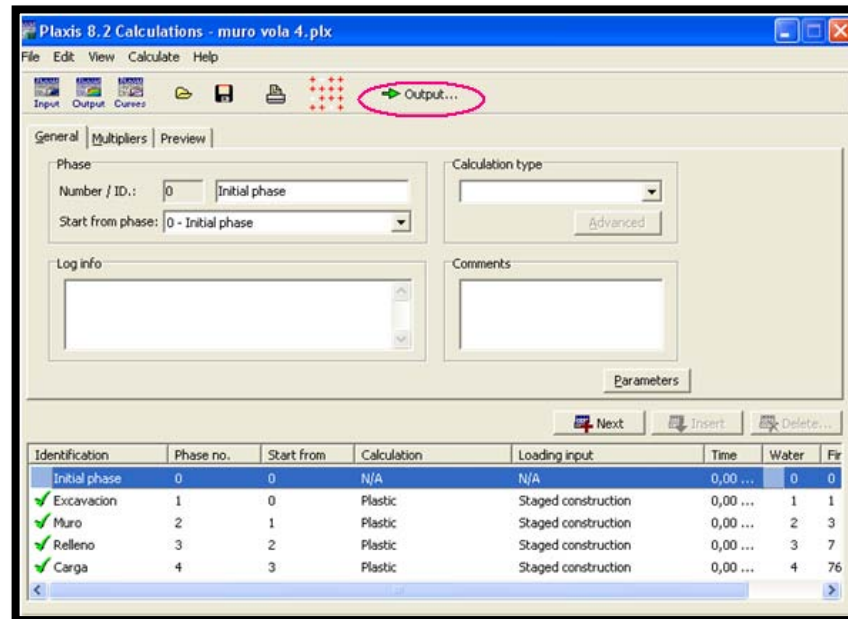 Plaxis 8.2 Calculations - muro vola 4.plx
File Edit View Calculate Help
Input Output Curves Output...
General Multipliers Preview
Phase
Number / ID.: 0 Initial phase
Start from phase: 0 - Initial phase
Calculation type
Advanced
Log info
Comments
Parameters
Next Insert Delete...
Identification Phase no. Start from Calculation Loading input Time Water Fir
Initial phase 0 0 N/A N/A 0,00 ... 0 0
Excavacion 1 0 Plastic Staged construction 0,00 ... 1 1
Muro 2 1 Plastic Staged construction 0,00 ... 2 3
Relleno 3 2 Plastic Staged construction 0,00 ... 3 7
Carga 4 3 Plastic Staged construction 0,00 ... 4 76